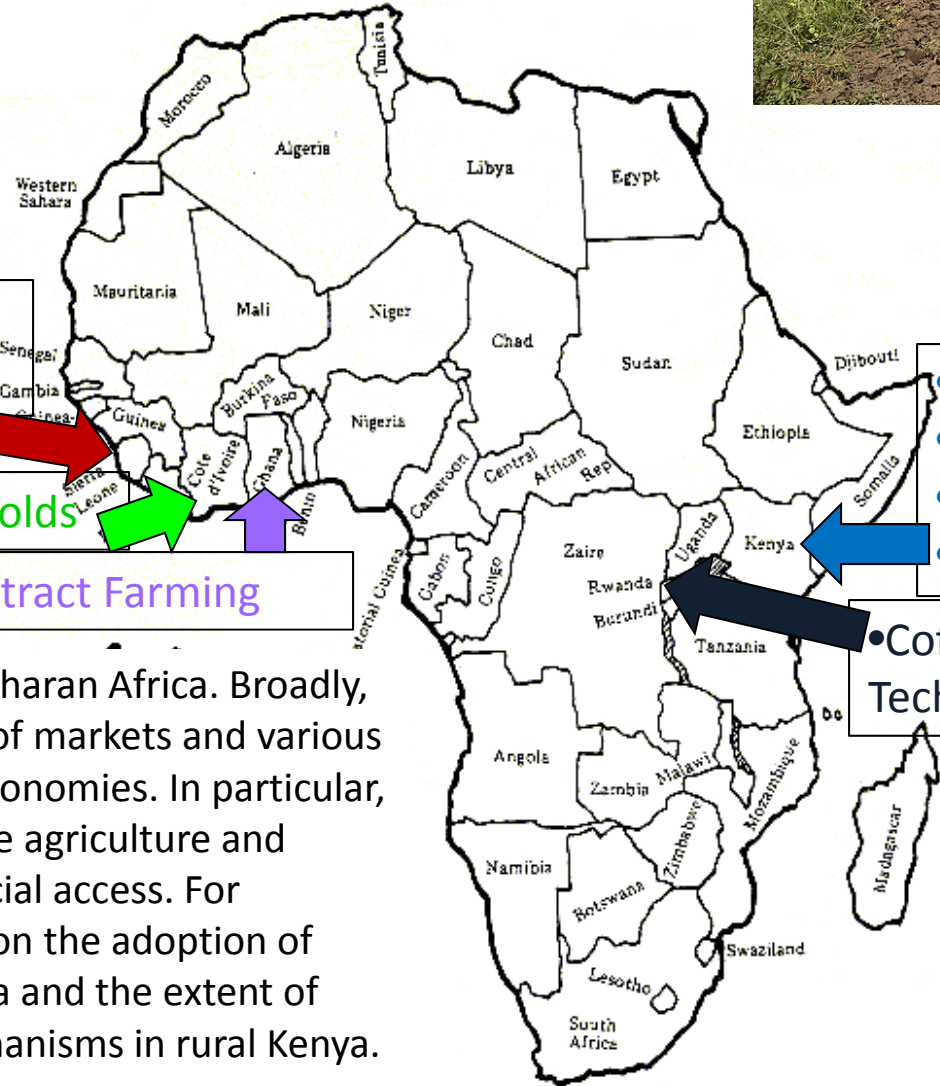 Tunisia
Morocco
Algeria
Libya
Egypt
Western
Sahara
Mauritania
Mali
Niger
Chad
Sudan
Senegal
Gambia
Guinea-
Guinea
Burkina
Faso
Nigeria
Djibouti
Ethiopia
Somalia
Cote
d'Ivoire
Ghana
Benin
Sierra
Leone
Cameroon
Central
African
Rep
olds
tract Farming
Equatorial Guinea
Gabon
Congo
Zaire
Uganda
Kenya
Rwanda
Burundi
Tanzania
•Cof
Tech
haran Africa. Broadly,
of markets and various
onomies. In particular,
e agriculture and
cial access. For
on the adoption of
a and the extent of
nanisms in rural Kenya.
Angola
Zambia
Malawi
Mozambique
Zimbabwe
Madagascar
Namibia
Botswana
Swaziland
Lesotho
South
Africa